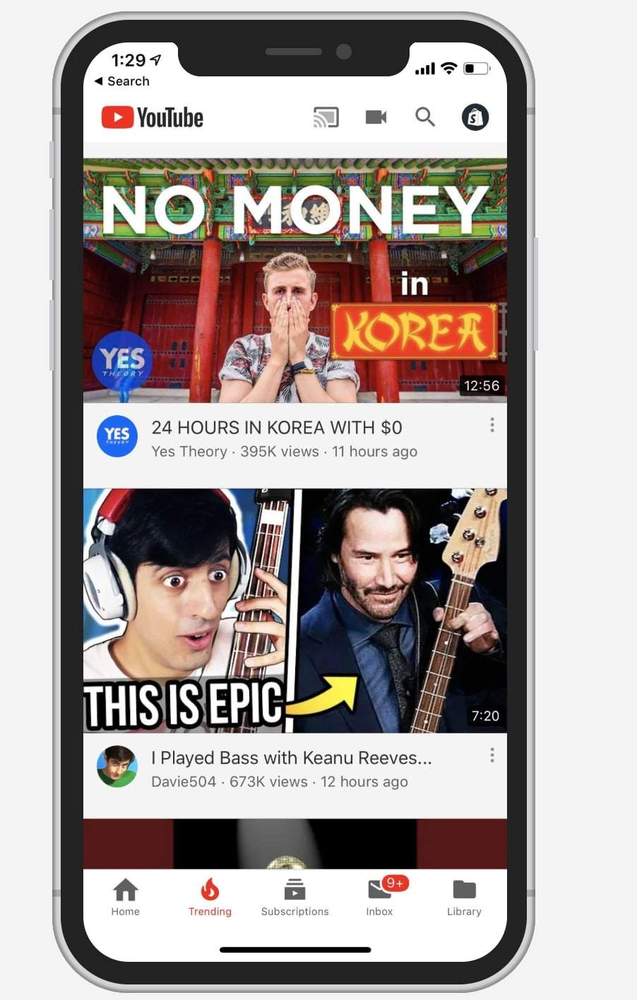 1:29
◀ Search
YouTube
NO MONEY
in
KOREA
YES
THEORY
12:56
YES
THEORY
24 HOURS IN KOREA WITH $0
Yes Theory · 395K views · 11 hours ago
THIS IS EPIC
7:20
I Played Bass with Keanu Reeves...
Davie504 · 673K views · 12 hours ago
9+
Home
Trending
Subscriptions
Inbox
Library